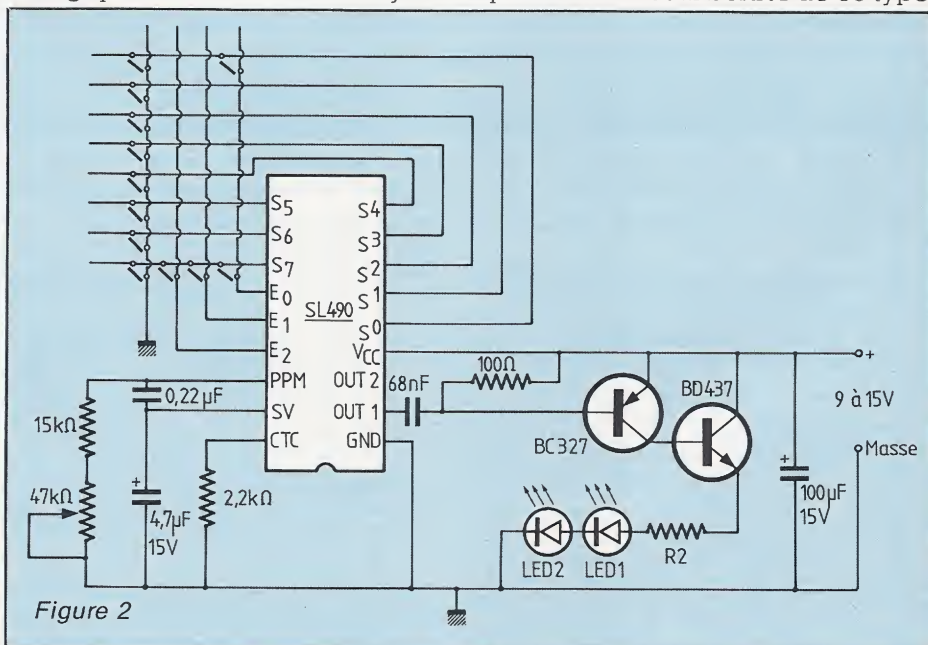 S5
S6
S7
E0
E1
E2
PPM
SV
CTC
SL490
S4
S3
S2
S1
S0
VCC
OUT 2
OUT 1
GND
15kΩ
47kΩ
0,22µF
+
4,7µF
15V
2,2kΩ
68nF
100Ω
BC327
BD437
LED2
LED1
R2
+
100µF
15V
+
9 à 15V
Masse
Figure 2